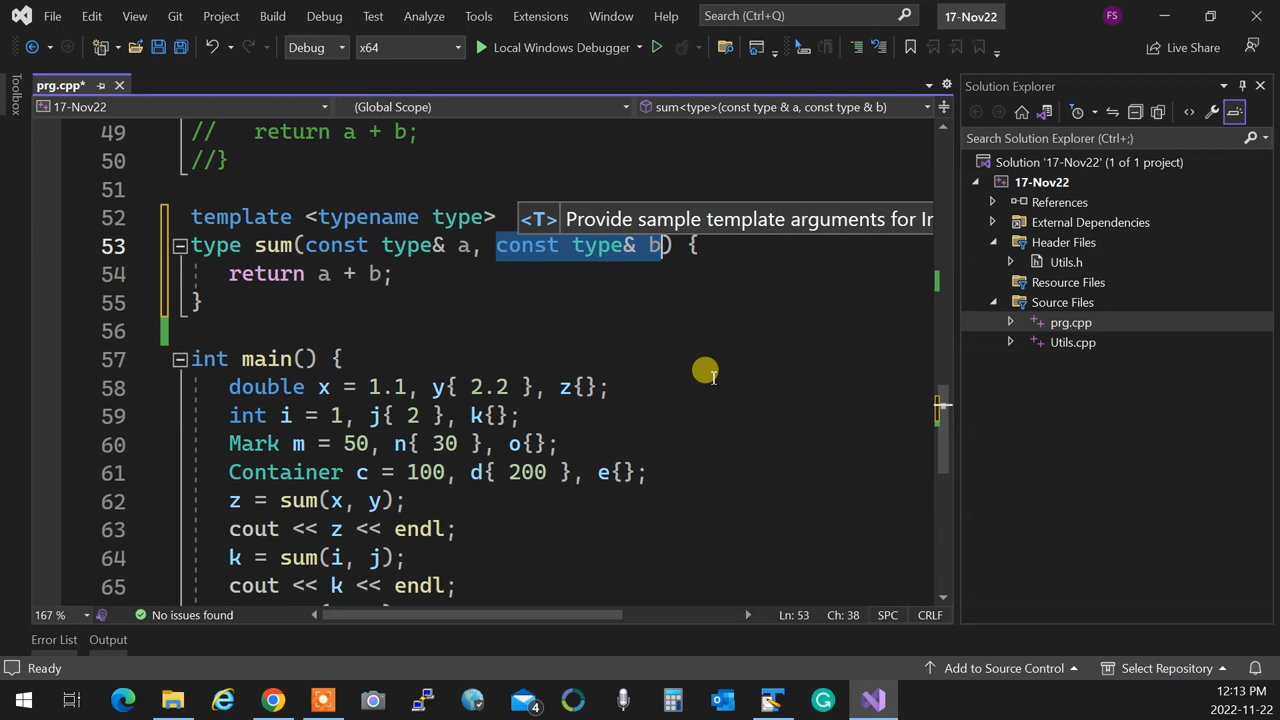 File Edit View Git Project Build Debug Test Analyze Tools Extensions Window Help Search (Ctrl+Q) 17-Nov22 FS
Debug x64 Local Windows Debugger Live Share
Toolbox
prg.cpp*
17-Nov22 (Global Scope) sum<type>(const type & a, const type & b)
49 // return a + b;
50 //}
51
<T> Provide sample template arguments for In
52 template <typename type>
53 type sum(const type& a, const type& b) {
54 return a + b;
55 }
56
57 int main() {
58 double x = 1.1, y{ 2.2 }, z{};
59 int i = 1, j{ 2 }, k{};
60 Mark m = 50, n{ 30 }, o{};
61 Container c = 100, d{ 200 }, e{};
62 z = sum(x, y);
63 cout << z << endl;
64 k = sum(i, j);
65 cout << k << endl;
167 % No issues found Ln: 53 Ch: 38 SPC CRLF
Solution Explorer
Search Solution Explorer (Ctrl+;)
Solution '17-Nov22' (1 of 1 project)
17-Nov22
References
External Dependencies
Header Files
Utils.h
Resource Files
Source Files
prg.cpp
Utils.cpp
Error List Output
Ready Add to Source Control Select Repository
4
12:13 PM
2022-11-22